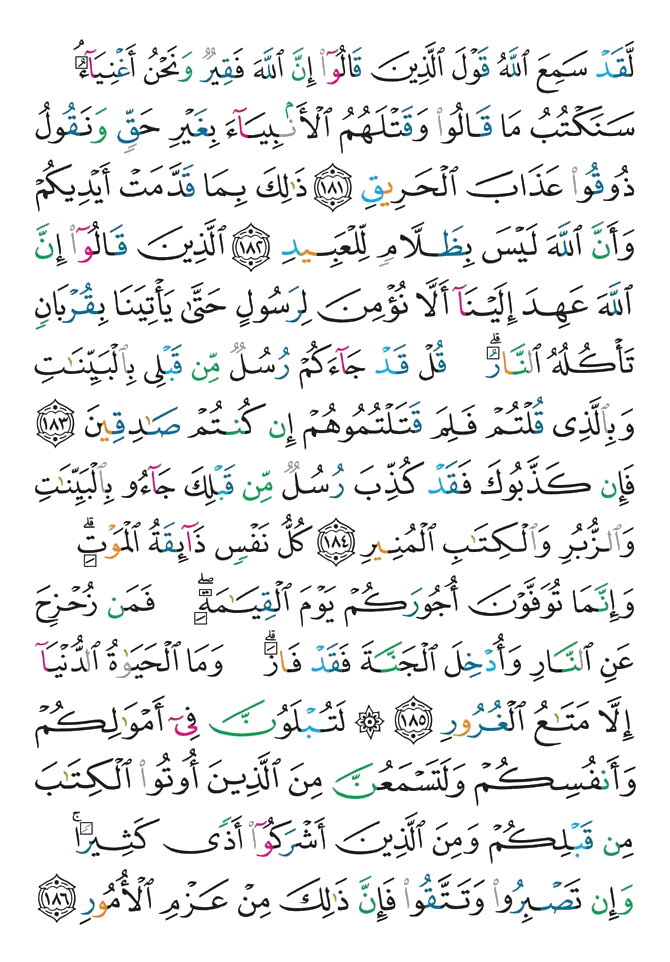 لَّقَدْ سَمِعَ ٱللَّهُ قَوْلَ ٱلَّذِينَ قَالُوٓا۟ إِنَّ ٱللَّهَ فَقِيرٌ وَنَحْنُ أَغْنِيَآءُ ۘ
سَنَكْتُبُ مَا قَالُوا۟ وَقَتْلَهُمُ ٱلْأَنۢبِيَآءَ بِغَيْرِ حَقٍّ وَنَقُولُ
ذُوقُوا۟ عَذَابَ ٱلْحَرِيقِ ١٨١ ذَٰلِكَ بِمَا قَدَّمَتْ أَيْدِيكُمْ
وَأَنَّ ٱللَّهَ لَيْسَ بِظَلَّامٍ لِّلْعَبِيدِ ١٨٢ ٱلَّذِينَ قَالُوٓا۟ إِنَّ
ٱللَّهَ عَهِدَ إِلَيْنَآ أَلَّا نُؤْمِنَ لِرَسُولٍ حَتَّىٰ يَأْتِيَنَا بِقُرْبَانٍ
تَأْكُلُهُ ٱلنَّارُ ۗ قُلْ قَدْ جَآءَكُمْ رُسُلٌ مِّن قَبْلِى بِٱلْبَيِّنَٰتِ
وَبِٱلَّذِى قُلْتُمْ فَلِمَ قَتَلْتُمُوهُمْ إِن كُنتُمْ صَٰدِقِينَ ١٨٣
فَإِن كَذَّبُوكَ فَقَدْ كُذِّبَ رُسُلٌ مِّن قَبْلِكَ جَآءُو بِٱلْبَيِّنَٰتِ
وَٱلزُّبُرِ وَٱلْكِتَٰبِ ٱلْمُنِيرِ ١٨٤ كُلُّ نَفْسٍ ذَآئِقَةُ ٱلْمَوْتِ ۗ
وَإِنَّمَا تُوَفَّوْنَ أُجُورَكُمْ يَوْمَ ٱلْقِيَٰمَةِ ۖ فَمَن زُحْزِحَ
عَنِ ٱلنَّارِ وَأُدْخِلَ ٱلْجَنَّةَ فَقَدْ فَازَ ۗ وَمَا ٱلْحَيَوٰةُ ٱلدُّنْيَآ
إِلَّا مَتَٰعُ ٱلْغُرُورِ ١٨٥ ۞ لَتُبْلَوُنَّ فِىٓ أَمْوَٰلِكُمْ
وَأَنفُسِكُمْ وَلَتَسْمَعُنَّ مِنَ ٱلَّذِينَ أُوتُوا۟ ٱلْكِتَٰبَ
مِن قَبْلِكُمْ وَمِنَ ٱلَّذِينَ أَشْرَكُوٓا۟ أَذًى كَثِيرًا ۚ
وَإِن تَصْبِرُوا۟ وَتَتَّقُوا۟ فَإِنَّ ذَٰلِكَ مِنْ عَزْمِ ٱلْأُمُورِ ١٨٦